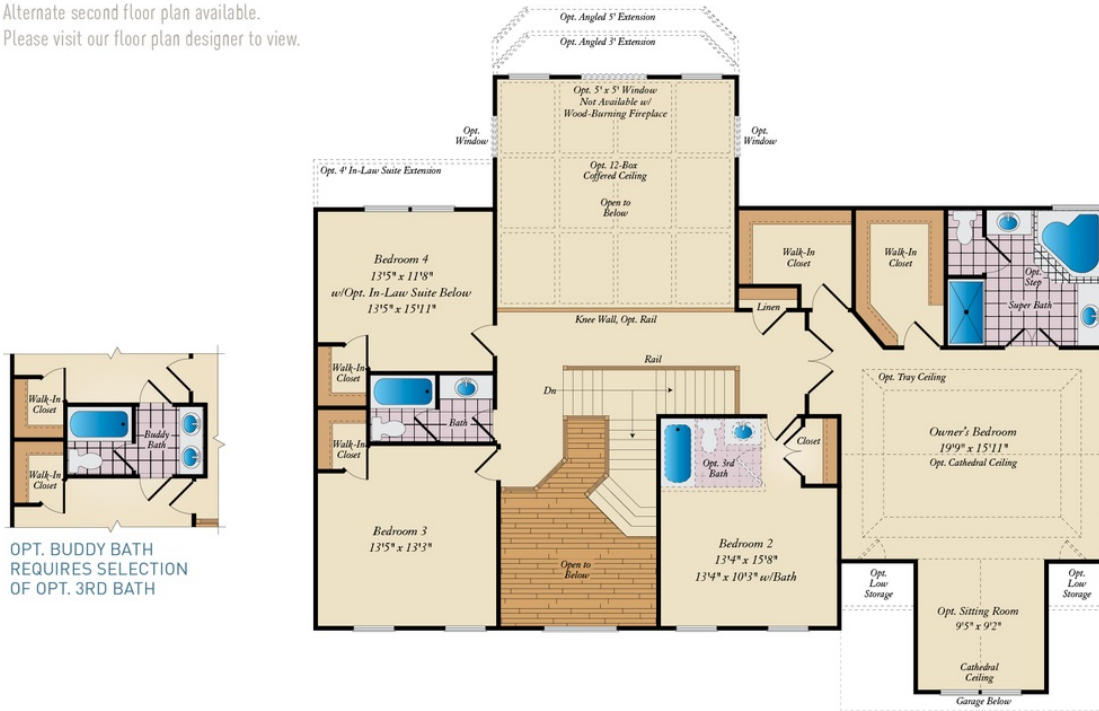 Alternate second floor plan available.
Please visit our floor plan designer to view.
Opt. Angled 5' Extension
Opt. Angled 3' Extension
Opt. 5' x 5' Window
Not Available w/
Wood-Burning Fireplace
Opt.
Window
Opt.
Window
Opt. 12-Box
Coffered Ceiling
Open to
Below
Opt. 4' In-Law Suite Extension
Bedroom 4
13'5" x 11'8"
w/Opt. In-Law Suite Below
13'5" x 15'11"
Walk-In
Closet
Walk-In
Closet
Opt.
Step
Super Bath
Linen
Knee Wall, Opt. Rail
Rail
Dn
Walk-In
Closet
Bath
Walk-In
Closet
Opt. Tray Ceiling
Owner's Bedroom
19'9" x 15'11"
Opt. Cathedral Ceiling
Closet
Opt. 3rd
Bath
Walk-In
Closet
Buddy
Bath
Walk-In
Closet
OPT. BUDDY BATH
REQUIRES SELECTION
OF OPT. 3RD BATH
Bedroom 3
13'5" x 13'3"
Open to
Below
Bedroom 2
13'4" x 15'8"
13'4" x 10'3" w/Bath
Opt.
Low
Storage
Opt.
Low
Storage
Opt. Sitting Room
9'5" x 9'2"
Cathedral
Ceiling
Garage Below